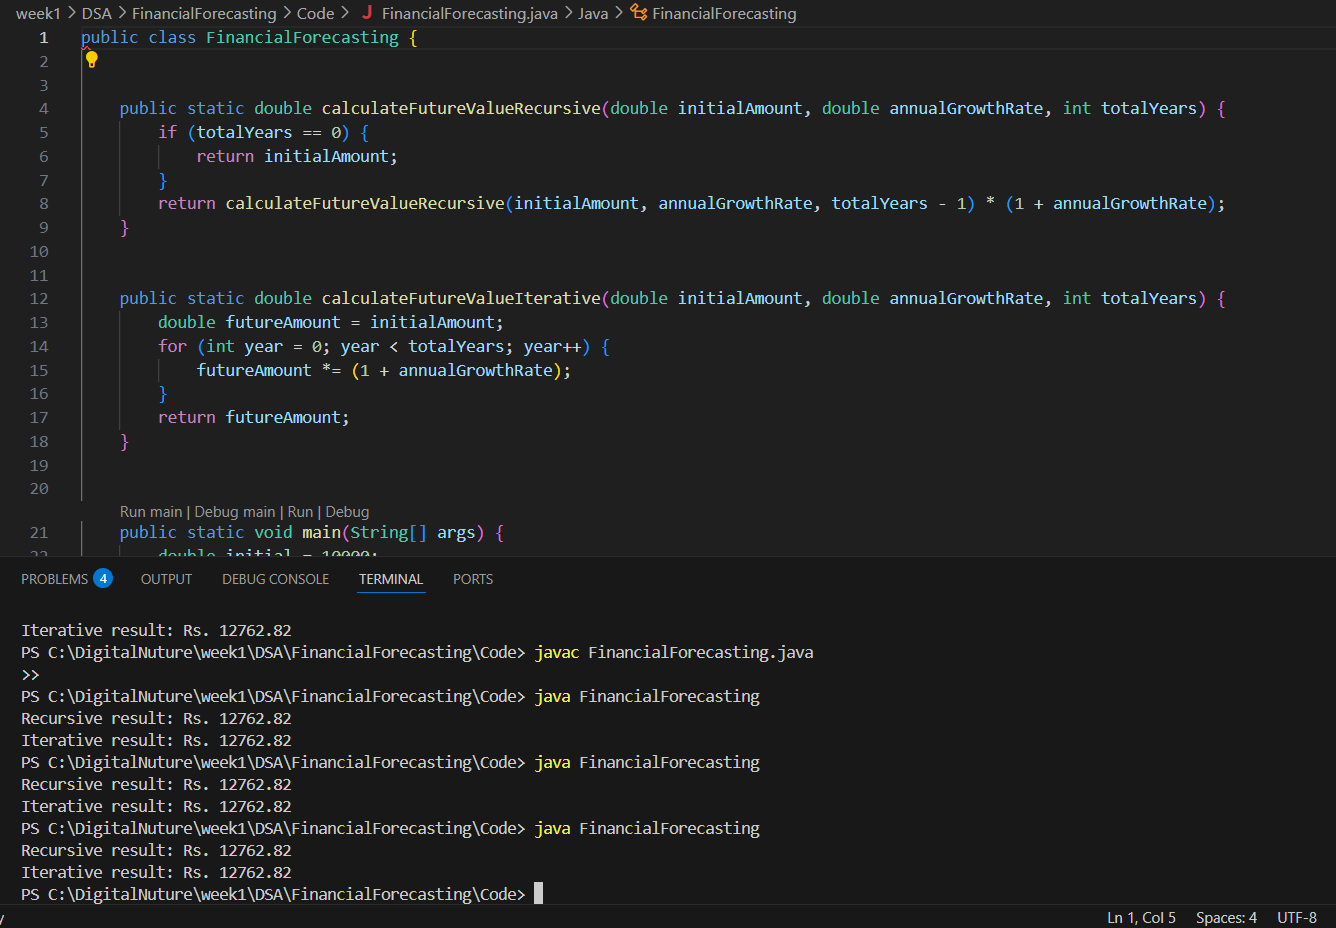 week1 > DSA > FinancialForecasting > Code > J FinancialForecasting.java > Java > FinancialForecasting
1 public class FinancialForecasting {
2
3
4 public static double calculateFutureValueRecursive(double initialAmount, double annualGrowthRate, int totalYears) {
5 if (totalYears == 0) {
6 return initialAmount;
7 }
8 return calculateFutureValueRecursive(initialAmount, annualGrowthRate, totalYears - 1) * (1 + annualGrowthRate);
9 }
10
11
12 public static double calculateFutureValueIterative(double initialAmount, double annualGrowthRate, int totalYears) {
13 double futureAmount = initialAmount;
14 for (int year = 0; year < totalYears; year++) {
15 futureAmount *= (1 + annualGrowthRate);
16 }
17 return futureAmount;
18 }
19
20
Run main | Debug main | Run | Debug
21 public static void main(String[] args) {
22 double initial = 10000;
PROBLEMS 4 OUTPUT DEBUG CONSOLE TERMINAL PORTS
Iterative result: Rs. 12762.82
PS C:\DigitalNuture\week1\DSA\FinancialForecasting\Code> javac FinancialForecasting.java
>>
PS C:\DigitalNuture\week1\DSA\FinancialForecasting\Code> java FinancialForecasting
Recursive result: Rs. 12762.82
Iterative result: Rs. 12762.82
PS C:\DigitalNuture\week1\DSA\FinancialForecasting\Code> java FinancialForecasting
Recursive result: Rs. 12762.82
Iterative result: Rs. 12762.82
PS C:\DigitalNuture\week1\DSA\FinancialForecasting\Code> java FinancialForecasting
Recursive result: Rs. 12762.82
Iterative result: Rs. 12762.82
PS C:\DigitalNuture\week1\DSA\FinancialForecasting\Code>
Ln 1, Col 5 Spaces: 4 UTF-8